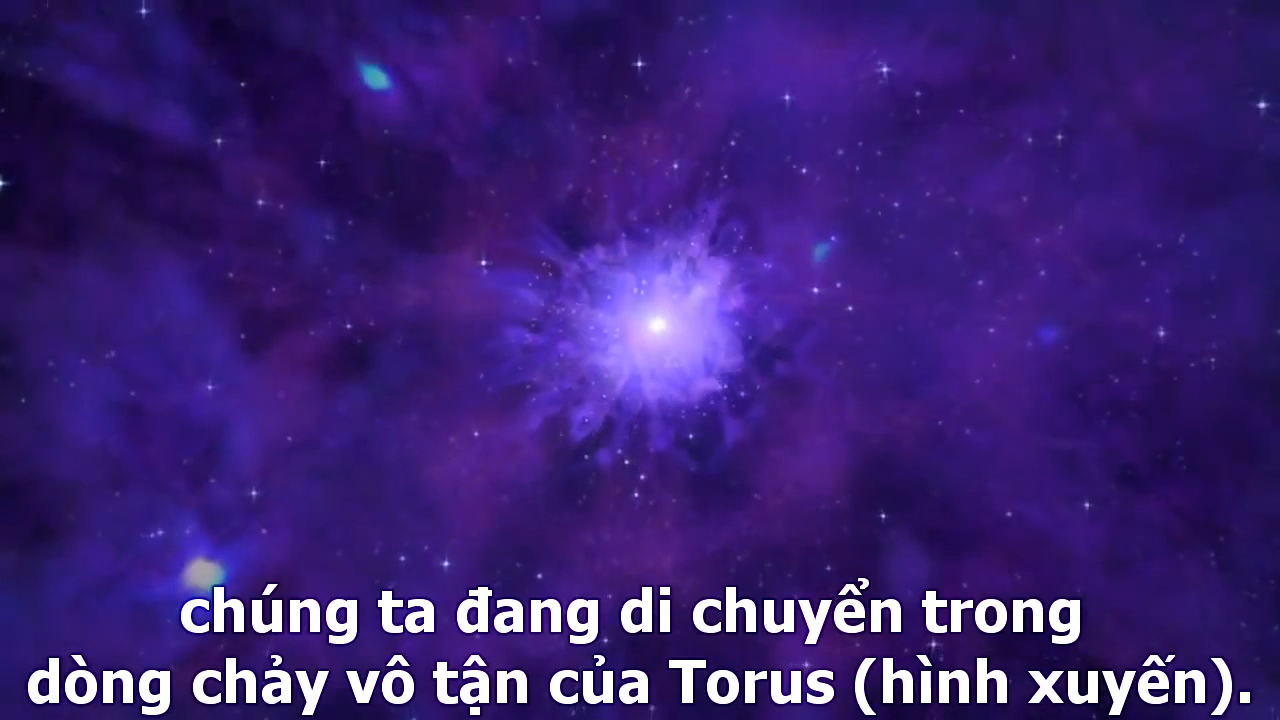 chúng ta đang di chuyển trong
dòng chảy vô tận của Torus (hình xuyến).